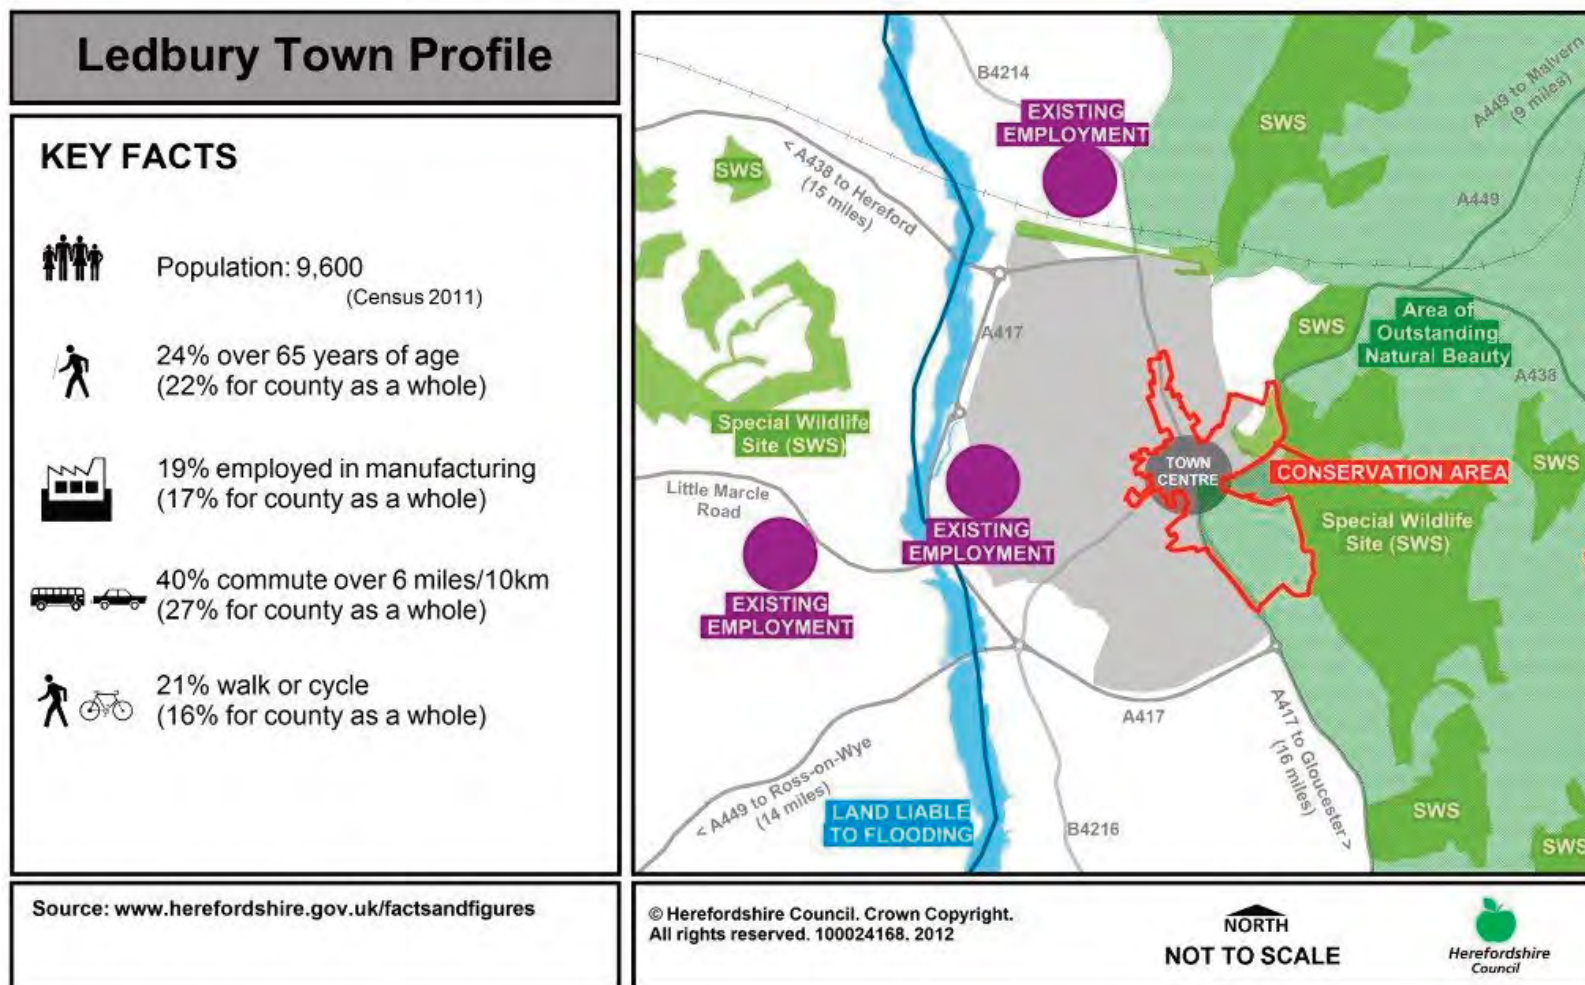 Ledbury Town Profile
KEY FACTS
Population: 9,600
(Census 2011)
24% over 65 years of age
(22% for county as a whole)
19% employed in manufacturing
(17% for county as a whole)
40% commute over 6 miles/10km
(27% for county as a whole)
21% walk or cycle
(16% for county as a whole)
Source: www.herefordshire.gov.uk/factsandfigures
B4214
EXISTING
EMPLOYMENT
SWS
A449 to Malvern
(9 miles)
SWS
< A438 to Hereford
(15 miles)
A449
A417
SWS
Area of
Outstanding
Natural Beauty
A438
Special Wildlife
Site (SWS)
TOWN
CENTRE
CONSERVATION AREA
SWS
Little Marcle
Road
EXISTING
EMPLOYMENT
Special Wildlife
Site (SWS)
EXISTING
EMPLOYMENT
A417
A417 to Gloucester >
(16 miles)
< A449 to Ross-on-Wye
(14 miles)
LAND LIABLE
TO FLOODING
B4216
SWS
SWS
© Herefordshire Council. Crown Copyright.
All rights reserved. 100024168. 2012
NORTH
NOT TO SCALE
Herefordshire
Council